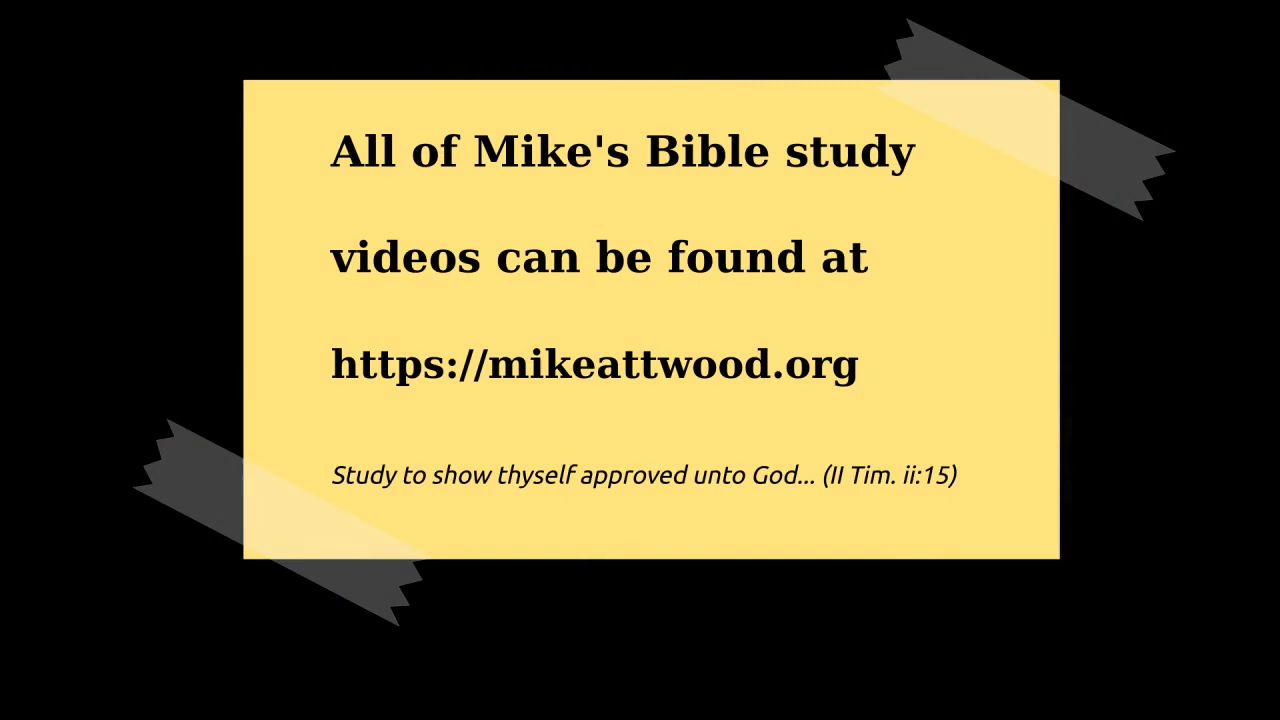 All of Mike's Bible study
videos can be found at
https://mikeattwood.org
Study to show thyself approved unto God... (II Tim. ii:15)